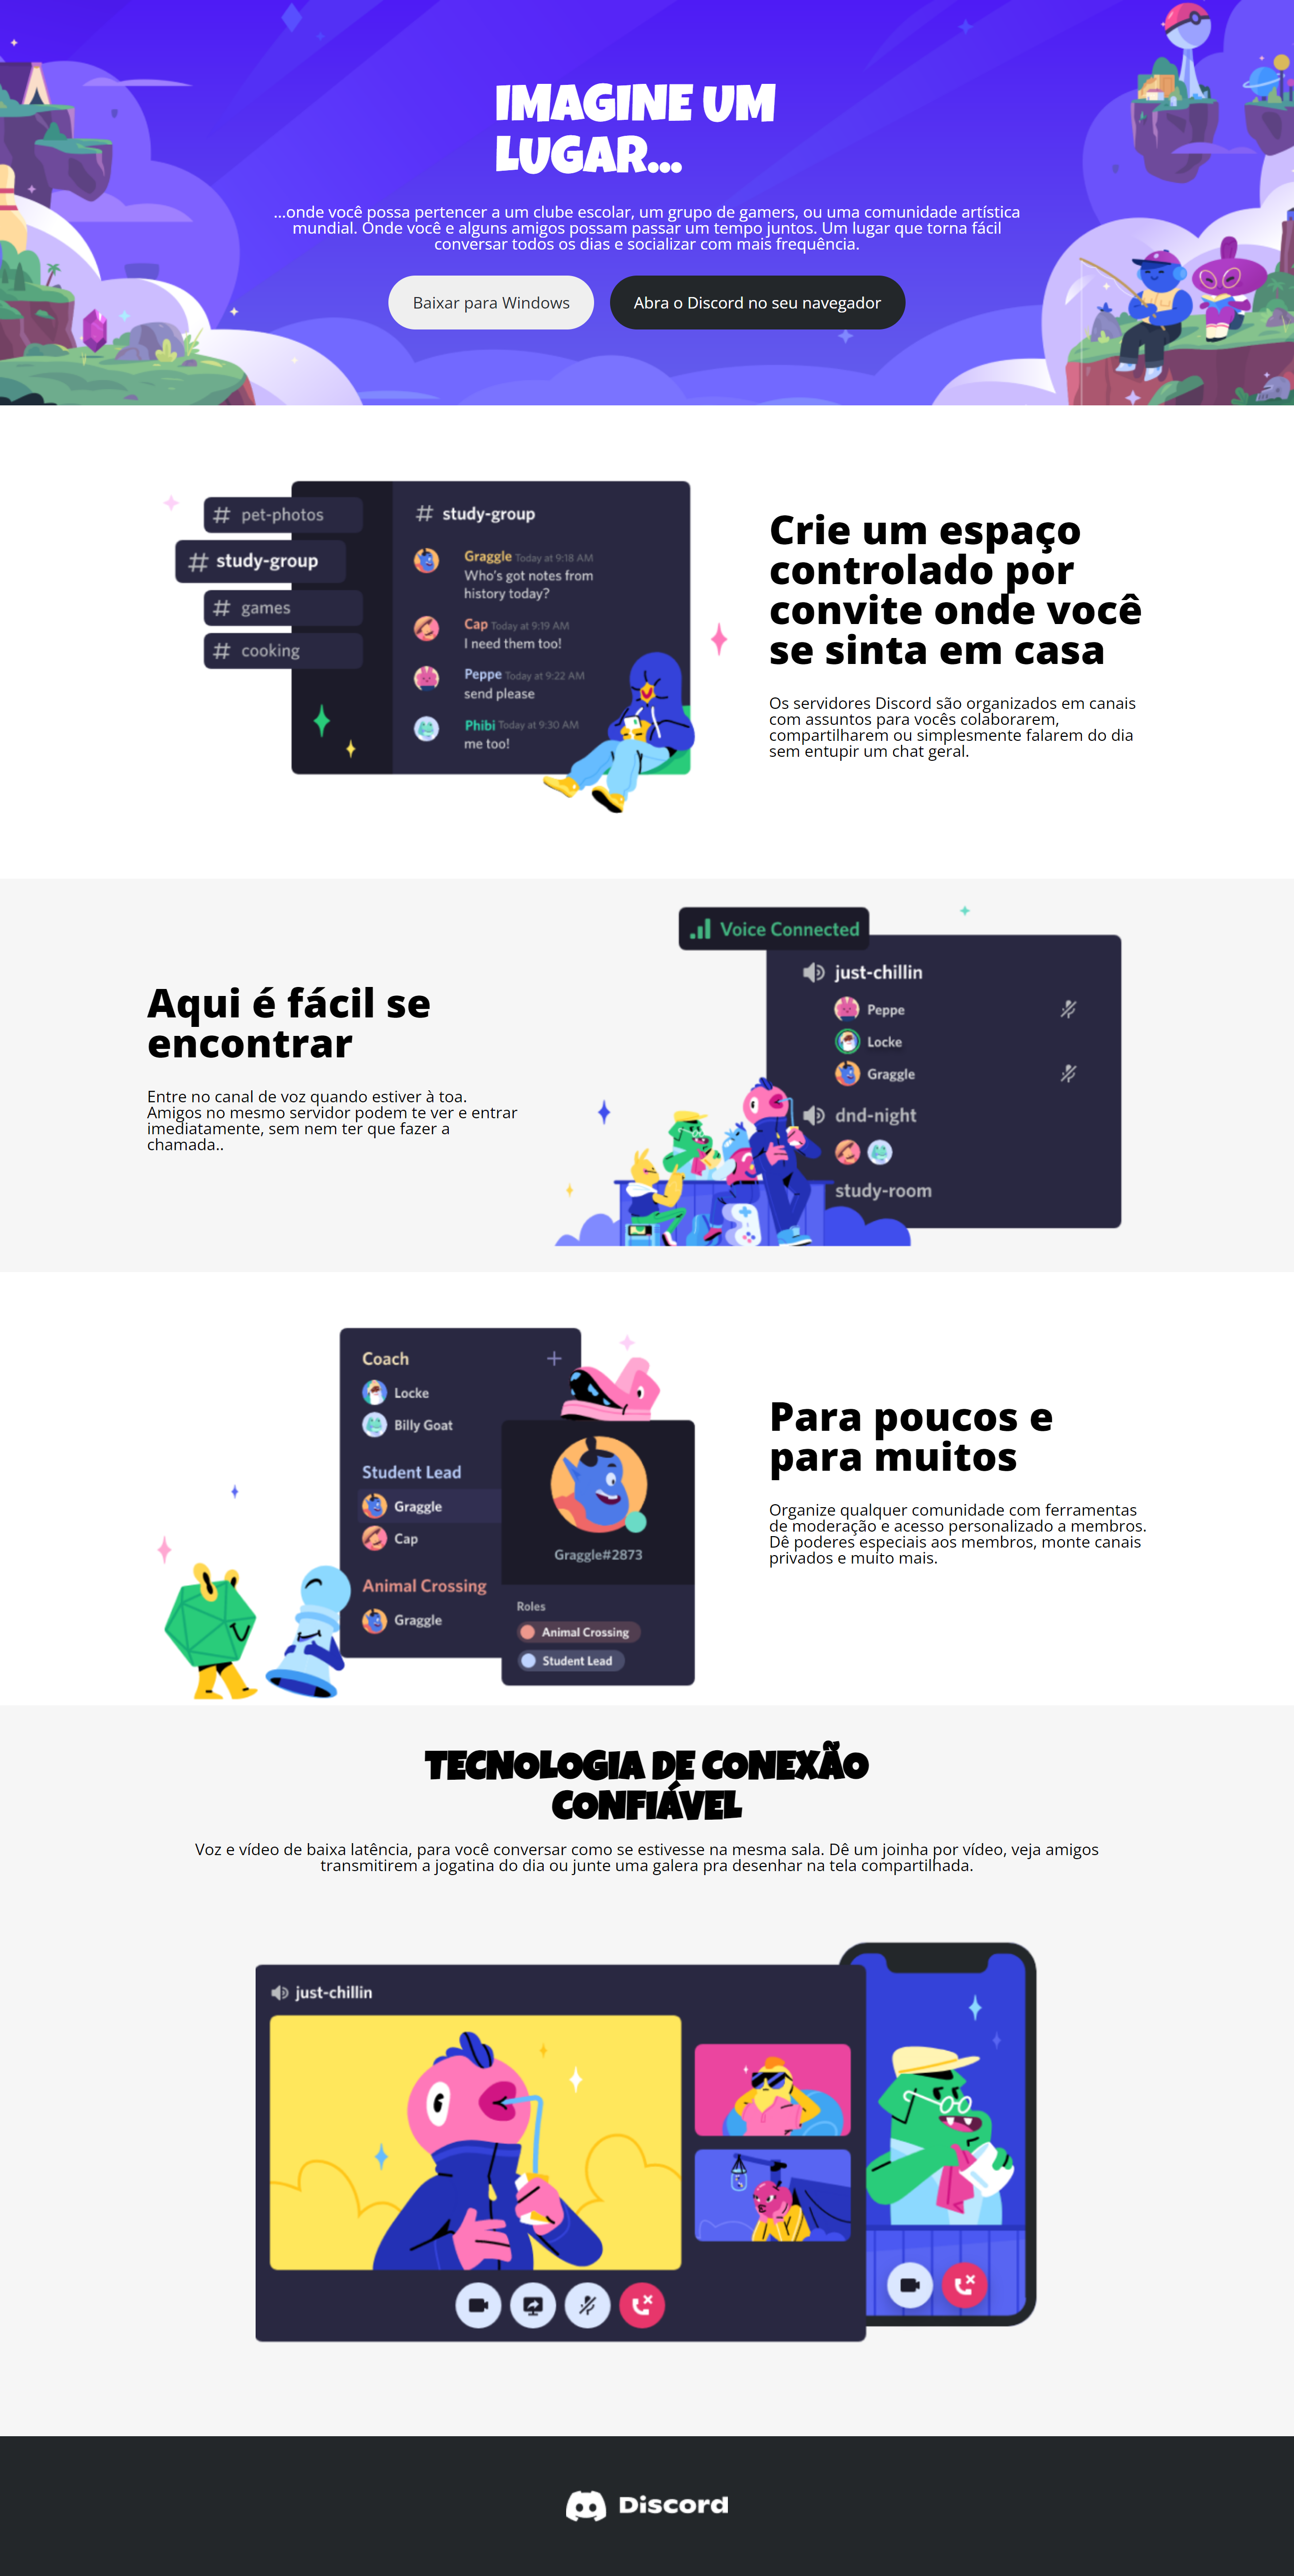 IMAGINE UM
LUGAR...
...onde você possa pertencer a um clube escolar, um grupo de gamers, ou uma comunidade artística
mundial. Onde você e alguns amigos possam passar um tempo juntos. Um lugar que torna fácil
conversar todos os dias e socializar com mais frequência.
Baixar para Windows
Abra o Discord no seu navegador
# pet-photos
# study-group
# games
# cooking
# study-group
Graggle Today at 9:18 AM
Who's got notes from
history today?
Cap Today at 9:19 AM
I need them too!
Peppe Today at 9:22 AM
send please
Phibi Today at 9:30 AM
me too!
Crie um espaço
controlado por
convite onde você
se sinta em casa
Os servidores Discord são organizados em canais
com assuntos para vocês colaborarem,
compartilharem ou simplesmente falarem do dia
sem entupir um chat geral.
Aqui é fácil se
encontrar
Entre no canal de voz quando estiver à toa.
Amigos no mesmo servidor podem te ver e entrar
imediatamente, sem nem ter que fazer a
chamada..
Voice Connected
just-chillin
Peppe
Locke
Graggle
dnd-night
study-room
Coach
Locke
Billy Goat
Student Lead
Graggle
Cap
Animal Crossing
Graggle
Graggle#2873
Roles
Animal Crossing
Student Lead
Para poucos e
para muitos
Organize qualquer comunidade com ferramentas
de moderação e acesso personalizado a membros.
Dê poderes especiais aos membros, monte canais
privados e muito mais.
TECNOLOGIA DE CONEXÃO
CONFIÁVEL
Voz e vídeo de baixa latência, para você conversar como se estivesse na mesma sala. Dê um joinha por vídeo, veja amigos
transmitirem a jogatina do dia ou junte uma galera pra desenhar na tela compartilhada.
just-chillin
Discord